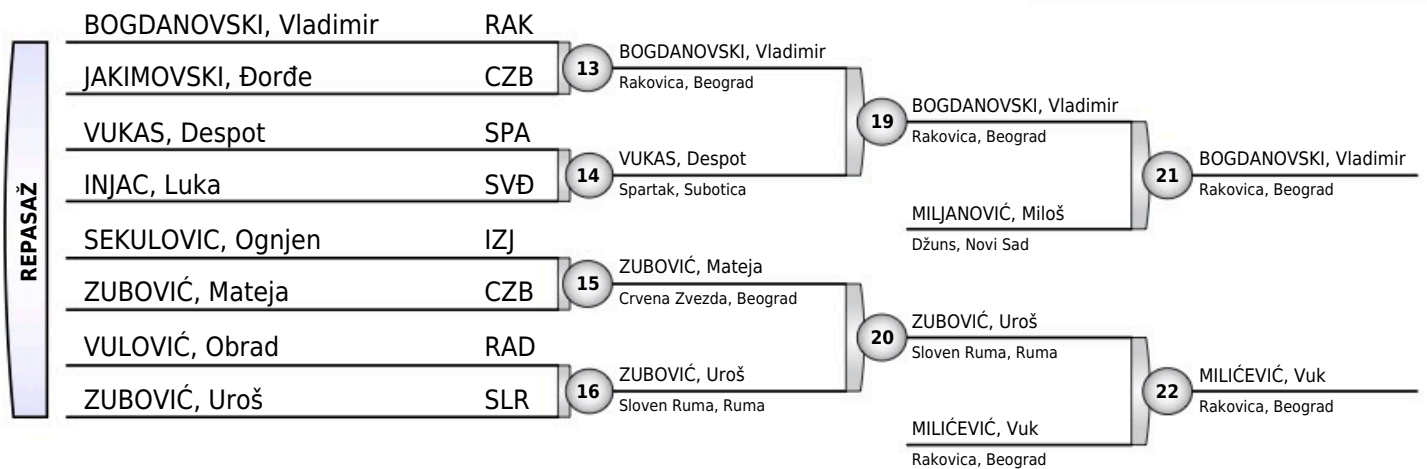 REPASAŽ
BOGDANOVSKI, Vladimir RAK
JAKIMOVSKI, Đorđe CZB
VUKAS, Despot SPA
INJAC, Luka SVĐ
SEKULOVIC, Ognjen IZJ
ZUBOVIĆ, Mateja CZB
VULOVIĆ, Obrad RAD
ZUBOVIĆ, Uroš SLR
13
BOGDANOVSKI, Vladimir
Rakovica, Beograd
14
VUKAS, Despot
Spartak, Subotica
15
ZUBOVIĆ, Mateja
Crvena Zvezda, Beograd
16
ZUBOVIĆ, Uroš
Sloven Ruma, Ruma
19
BOGDANOVSKI, Vladimir
Rakovica, Beograd
MILJANOVIĆ, Miloš
Džuns, Novi Sad
20
ZUBOVIĆ, Uroš
Sloven Ruma, Ruma
MILIĆEVIĆ, Vuk
Rakovica, Beograd
21
BOGDANOVSKI, Vladimir
Rakovica, Beograd
22
MILIĆEVIĆ, Vuk
Rakovica, Beograd